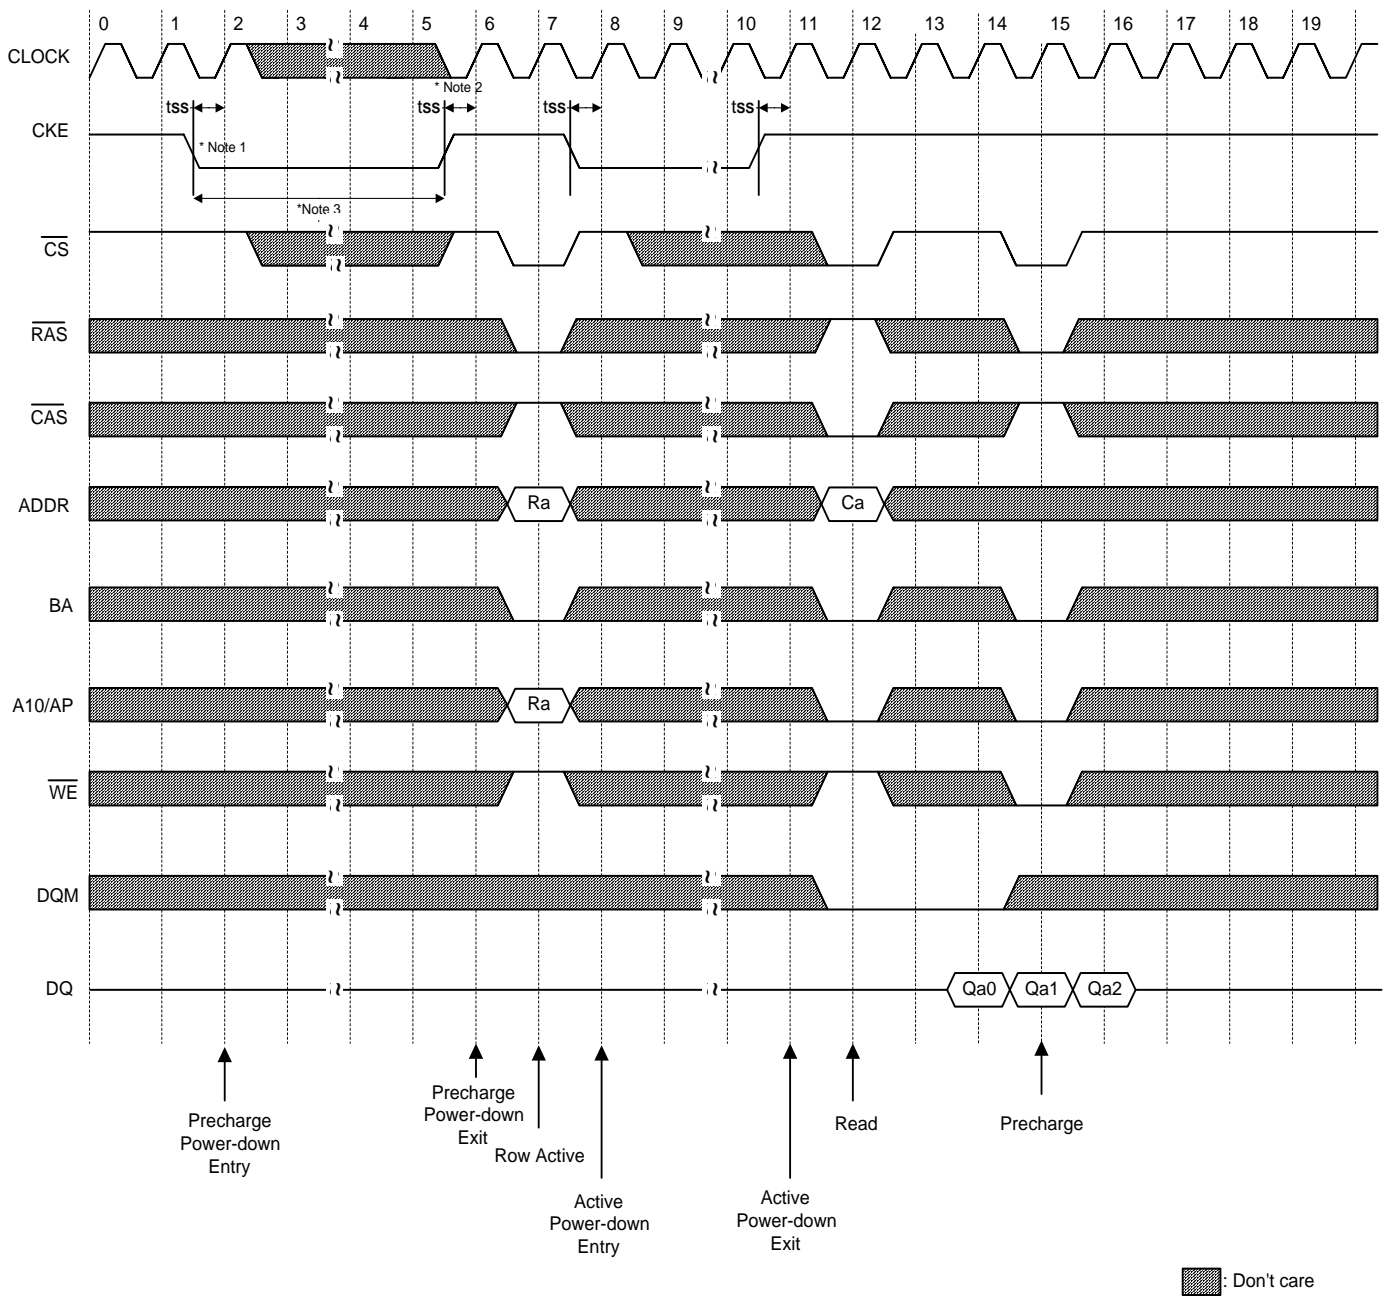 0 1 2 3 4 5 6 7 8 9 10 11 12 13 14 15 16 17 18 19
CLOCK
* Note 2
tss tss tss tss
CKE
* Note 1
*Note 3
CS
RAS
CAS
ADDR Ra Ca
BA
A10/AP Ra
WE
DQM
DQ Qa0 Qa1 Qa2
Precharge
Power-down
Entry
Precharge
Power-down
Exit
Row Active
Active
Power-down
Entry
Active
Power-down
Exit
Read
Precharge
: Don't care